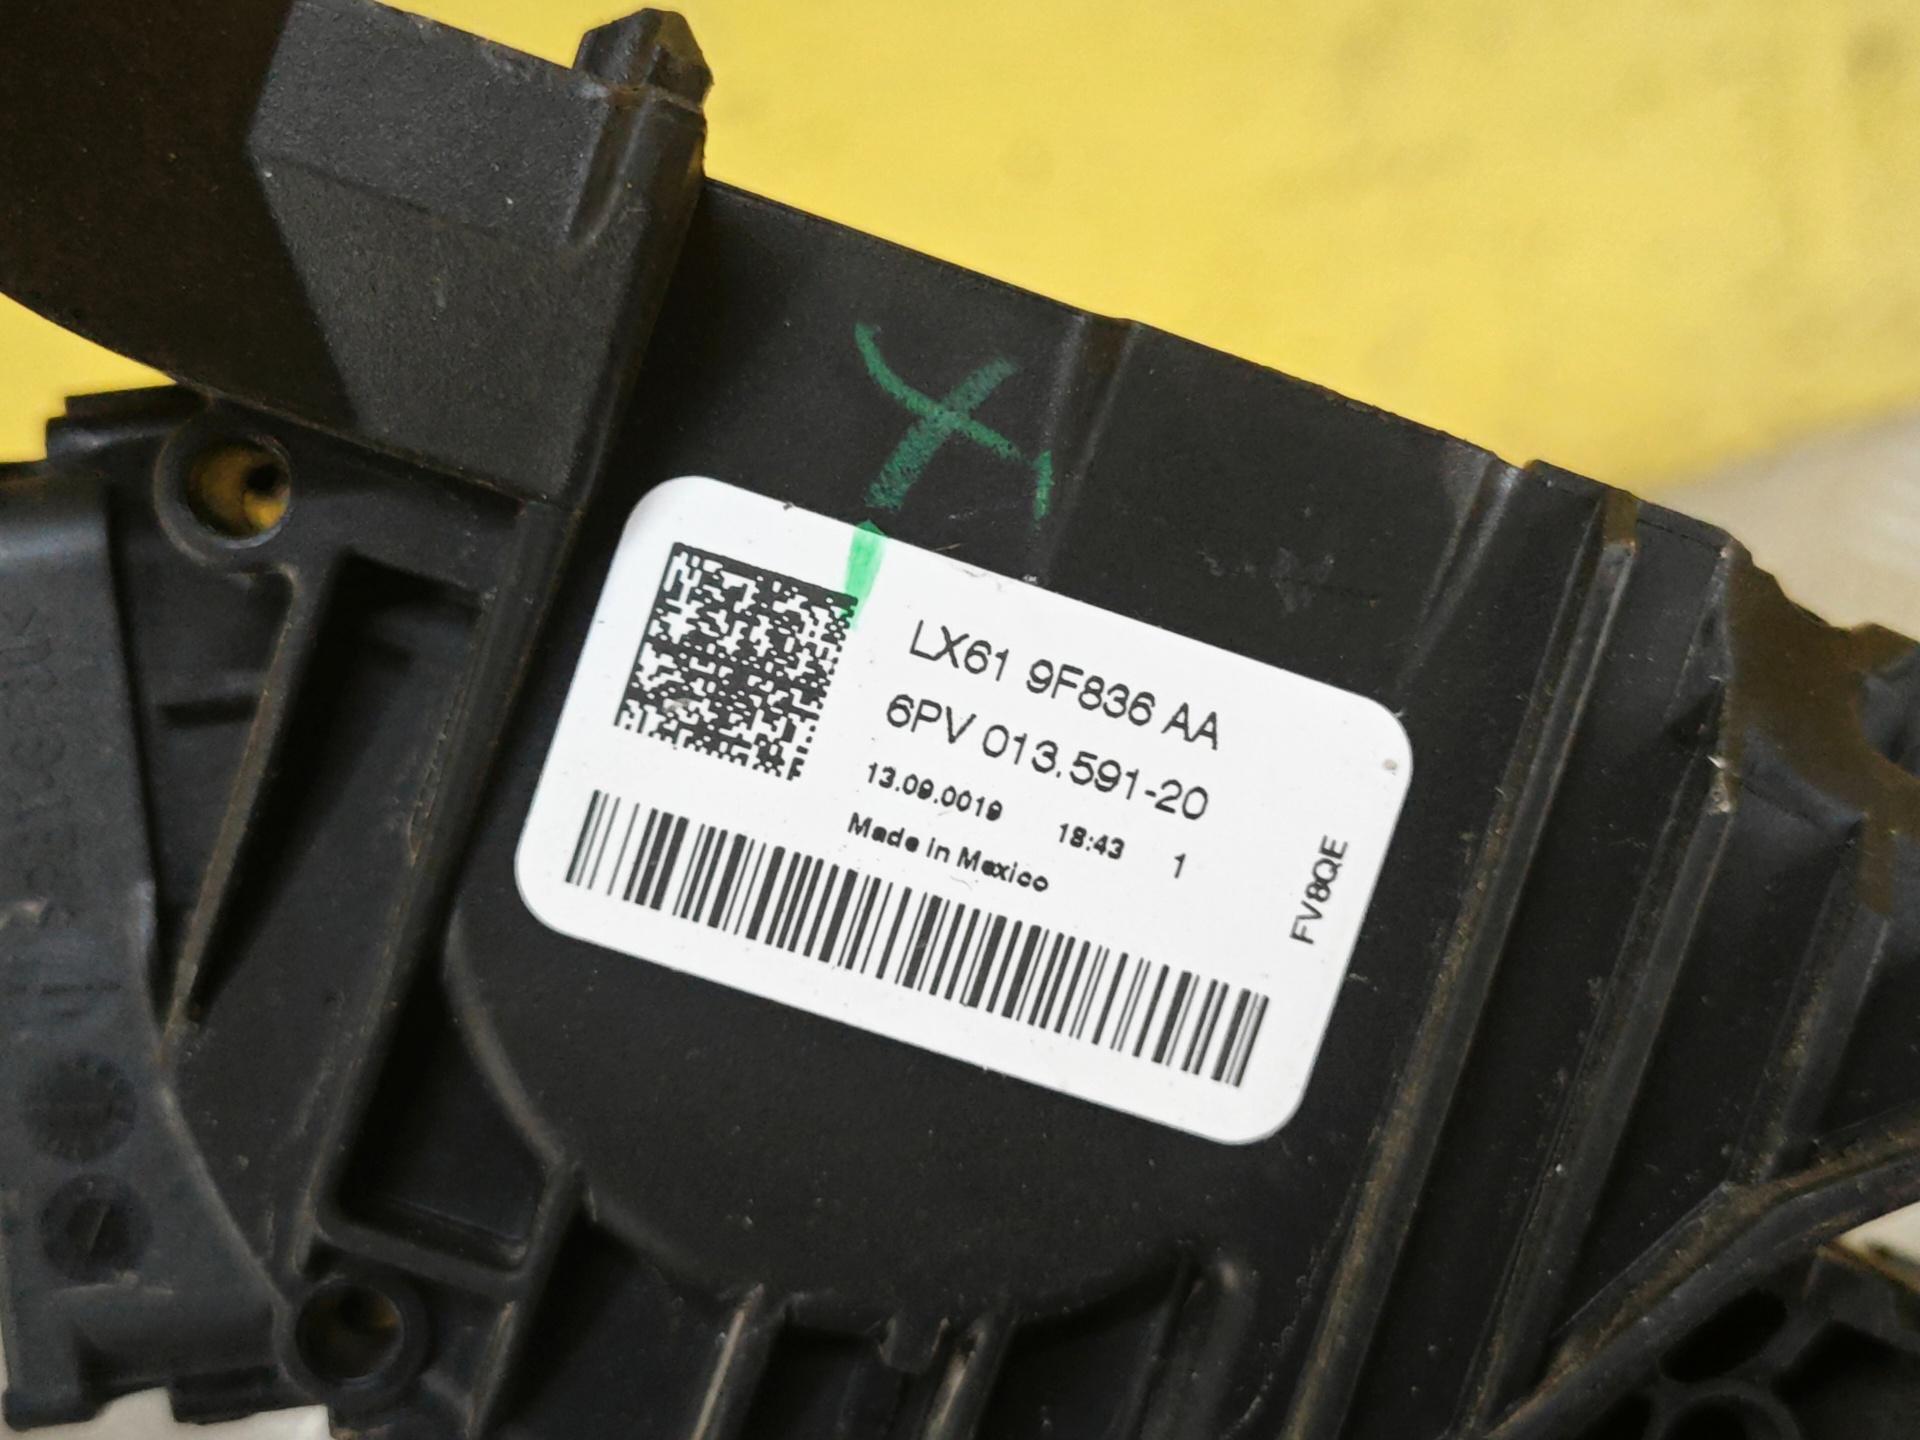 LX61 9F836 AA
6PV 013.591-20
13.09.0019 18:43 1
Made in Mexico
FV8QE